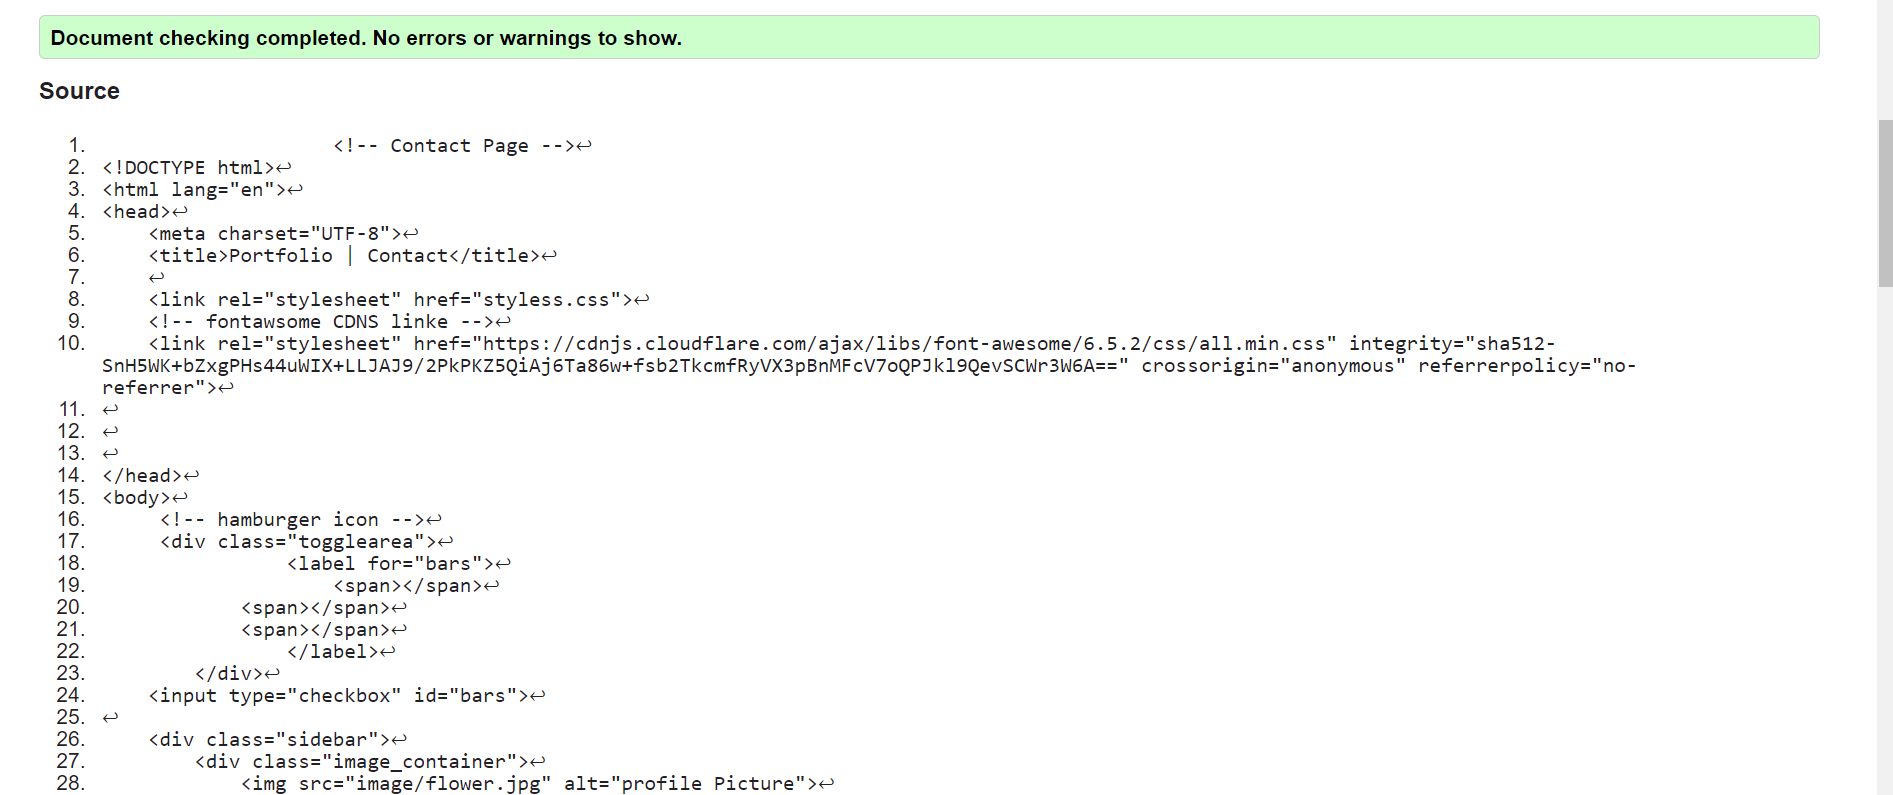 Document checking completed. No errors or warnings to show.
Source
1. <!-- Contact Page -->↩
2. <!DOCTYPE html>↩
3. <html lang="en">↩
4. <head>↩
5. <meta charset="UTF-8">↩
6. <title>Portfolio | Contact</title>↩
7. ↩
8. <link rel="stylesheet" href="styless.css">↩
9. <!-- fontawsome CDNS linke -->↩
10. <link rel="stylesheet" href="https://cdnjs.cloudflare.com/ajax/libs/font-awesome/6.5.2/css/all.min.css" integrity="sha512-
SnH5WK+bZxgPHs44uWIX+LLJAJ9/2PkPKZ5QiAj6Ta86w+fsb2TkcmfRyVX3pBnMFcV7oQPJkl9QevSCWr3W6A==" crossorigin="anonymous" referrerpolicy="no-
referrer">↩
11. ↩
12. ↩
13. ↩
14. </head>↩
15. <body>↩
16. <!-- hamburger icon -->↩
17. <div class="togglearea">↩
18. <label for="bars">↩
19. <span></span>↩
20. <span></span>↩
21. <span></span>↩
22. </label>↩
23. </div>↩
24. <input type="checkbox" id="bars">↩
25. ↩
26. <div class="sidebar">↩
27. <div class="image_container">↩
28. <img src="image/flower.jpg" alt="profile Picture">↩